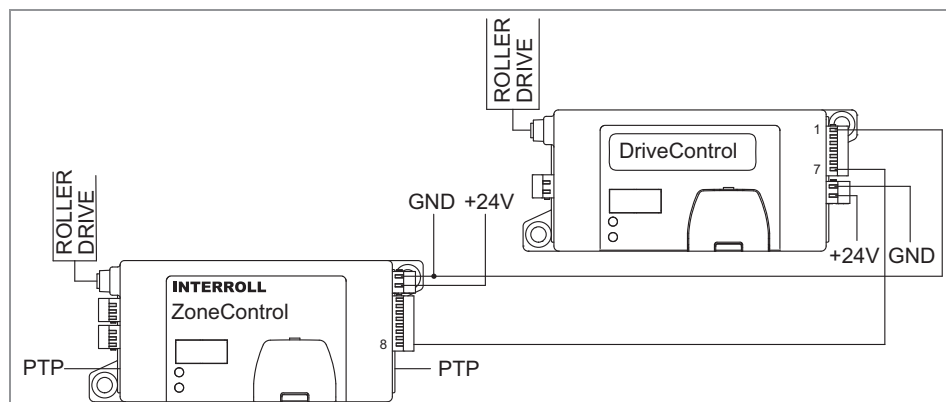 ROLLER
DRIVE
1
DriveControl
7
ROLLER
DRIVE
GND +24V
+24V GND
INTERROLL
ZoneControl
8
PTP
PTP